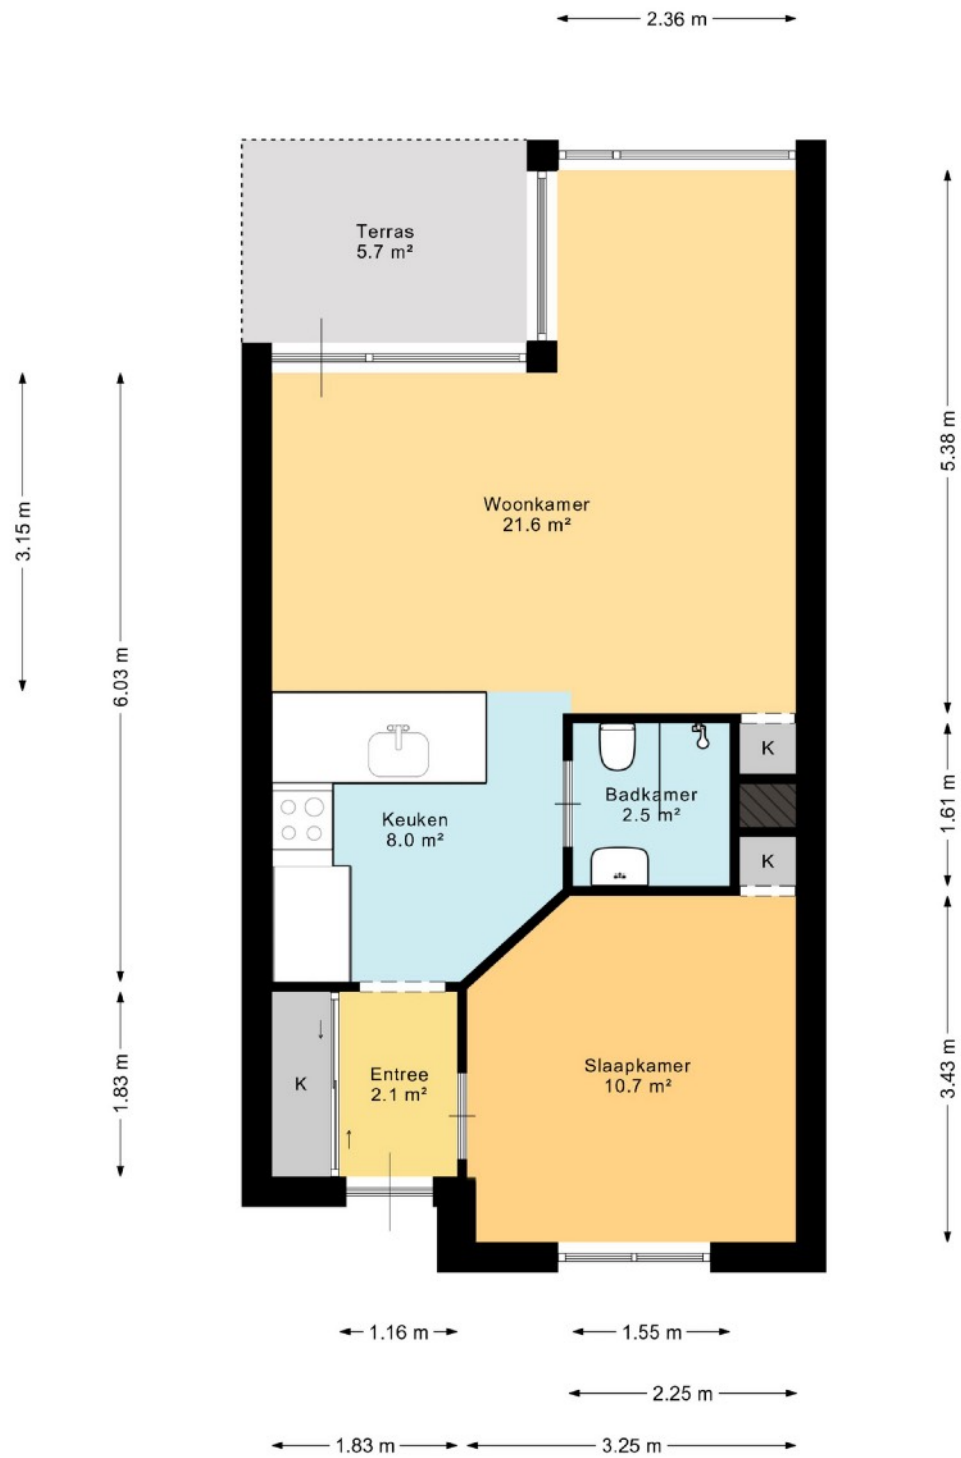 2.36 m
Terras
5.7 m²
5.38 m
3.15 m
Woonkamer
21.6 m²
6.03 m
K
Badkamer
2.5 m²
Keuken
8.0 m²
1.61 m
K
K
Entree
2.1 m²
Slaapkamer
10.7 m²
1.83 m
3.43 m
1.16 m
1.55 m
2.25 m
1.83 m
3.25 m